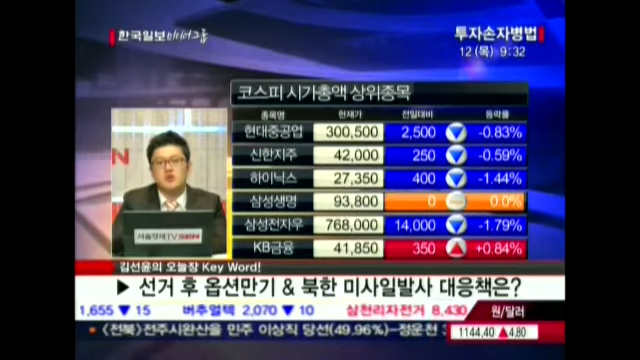 한국일보 미디어그룹
투자손자병법
12(목) 9:32
코스피 시가총액 상위종목
종목명 현재가 전일대비 등락률
현대중공업 300,500 2,500 -0.83%
신한지주 42,000 250 -0.59%
하이닉스 27,350 400 -1.44%
삼성생명 93,800 0 0.0%
삼성전자우 768,000 14,000 -1.79%
KB금융 41,850 350 +0.84%
서울경제TV SEN
김선윤의 오늘장 Key Word!
▶ 선거 후 옵션만기 & 북한 미사일발사 대응책은?
1,655 ▼ 15 버추얼텍 2,070 ▼ 10 삼천리자전거 8,430 원/달러
<전북>전주시완산을 민주 이상직 당선(49.96%)-정운천 3 1144.40 ▲4.80